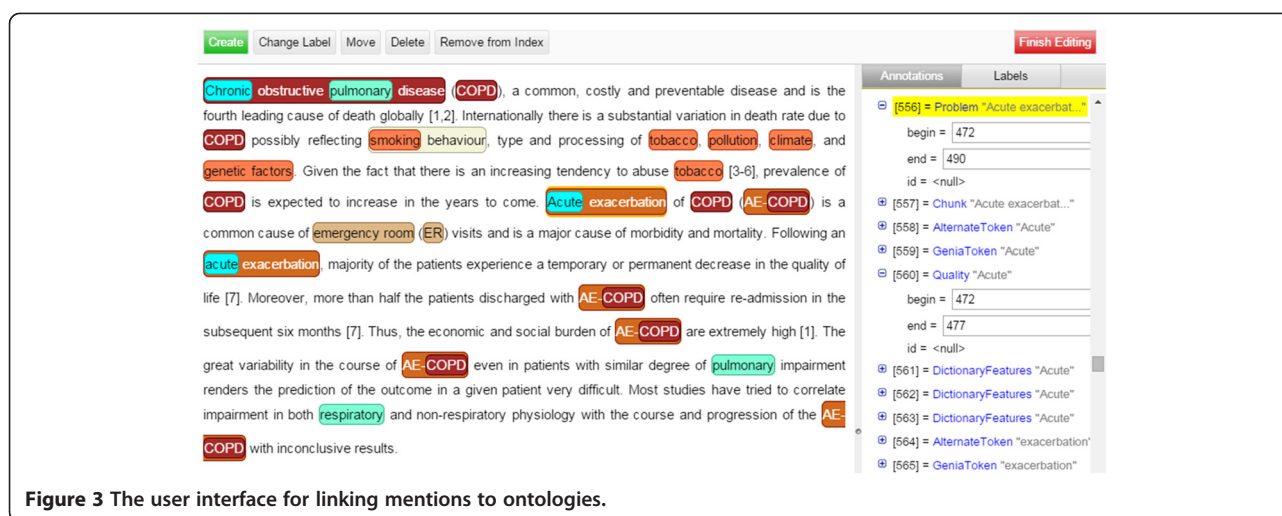 Create Change Label Move Delete Remove from Index Finish Editing
Chronic obstructive pulmonary disease (COPD), a common, costly and preventable disease and is the
fourth leading cause of death globally [1,2]. Internationally there is a substantial variation in death rate due to
COPD possibly reflecting smoking behaviour, type and processing of tobacco, pollution, climate, and
genetic factors. Given the fact that there is an increasing tendency to abuse tobacco [3-6], prevalence of
COPD is expected to increase in the years to come. Acute exacerbation of COPD (AE-COPD) is a
common cause of emergency room (ER) visits and is a major cause of morbidity and mortality. Following an
acute exacerbation, majority of the patients experience a temporary or permanent decrease in the quality of
life [7]. Moreover, more than half the patients discharged with AE-COPD often require re-admission in the
subsequent six months [7]. Thus, the economic and social burden of AE-COPD are extremely high [1]. The
great variability in the course of AE-COPD even in patients with similar degree of pulmonary impairment
renders the prediction of the outcome in a given patient very difficult. Most studies have tried to correlate
impairment in both respiratory and non-respiratory physiology with the course and progression of the AE-
COPD with inconclusive results.
Annotations Labels
[556] = Problem "Acute exacerbat..."
begin = 472
end = 490
id = <null>
[557] = Chunk "Acute exacerbat..."
[558] = AlternateToken "Acute"
[559] = GeniaToken "Acute"
[560] = Quality "Acute"
begin = 472
end = 477
id = <null>
[561] = DictionaryFeatures "Acute"
[562] = DictionaryFeatures "Acute"
[563] = DictionaryFeatures "Acute"
[564] = AlternateToken "exacerbation"
[565] = GeniaToken "exacerbation"
Figure 3 The user interface for linking mentions to ontologies.